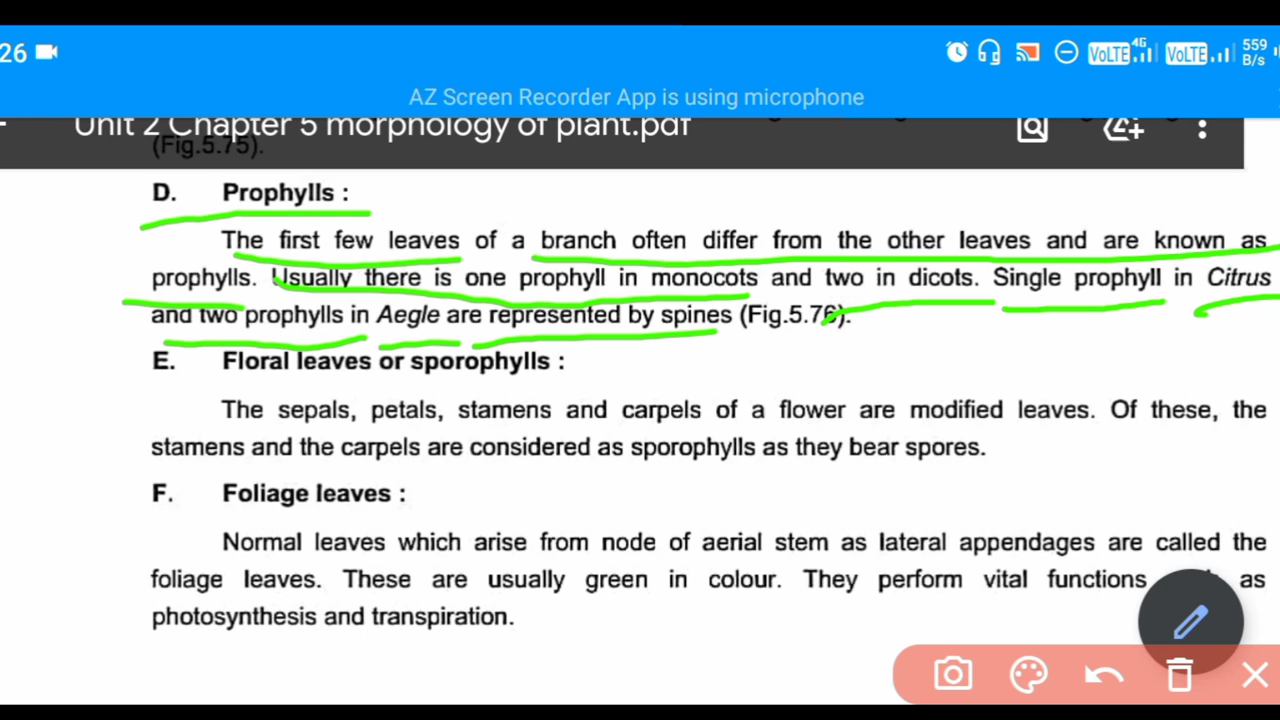 26 4G 559
VoLTE VoLTE B/s
AZ Screen Recorder App is using microphone
Unit 2 Chapter 5 morphology of plant.pdf
(Fig.5.75).
D. Prophylls :
The first few leaves of a branch often differ from the other leaves and are known as
prophylls. Usually there is one prophyll in monocots and two in dicots. Single prophyll in Citrus
and two prophylls in Aegle are represented by spines (Fig.5.76).
E. Floral leaves or sporophylls :
The sepals, petals, stamens and carpels of a flower are modified leaves. Of these, the
stamens and the carpels are considered as sporophylls as they bear spores.
F. Foliage leaves :
Normal leaves which arise from node of aerial stem as lateral appendages are called the
foliage leaves. These are usually green in colour. They perform vital functions as
photosynthesis and transpiration.